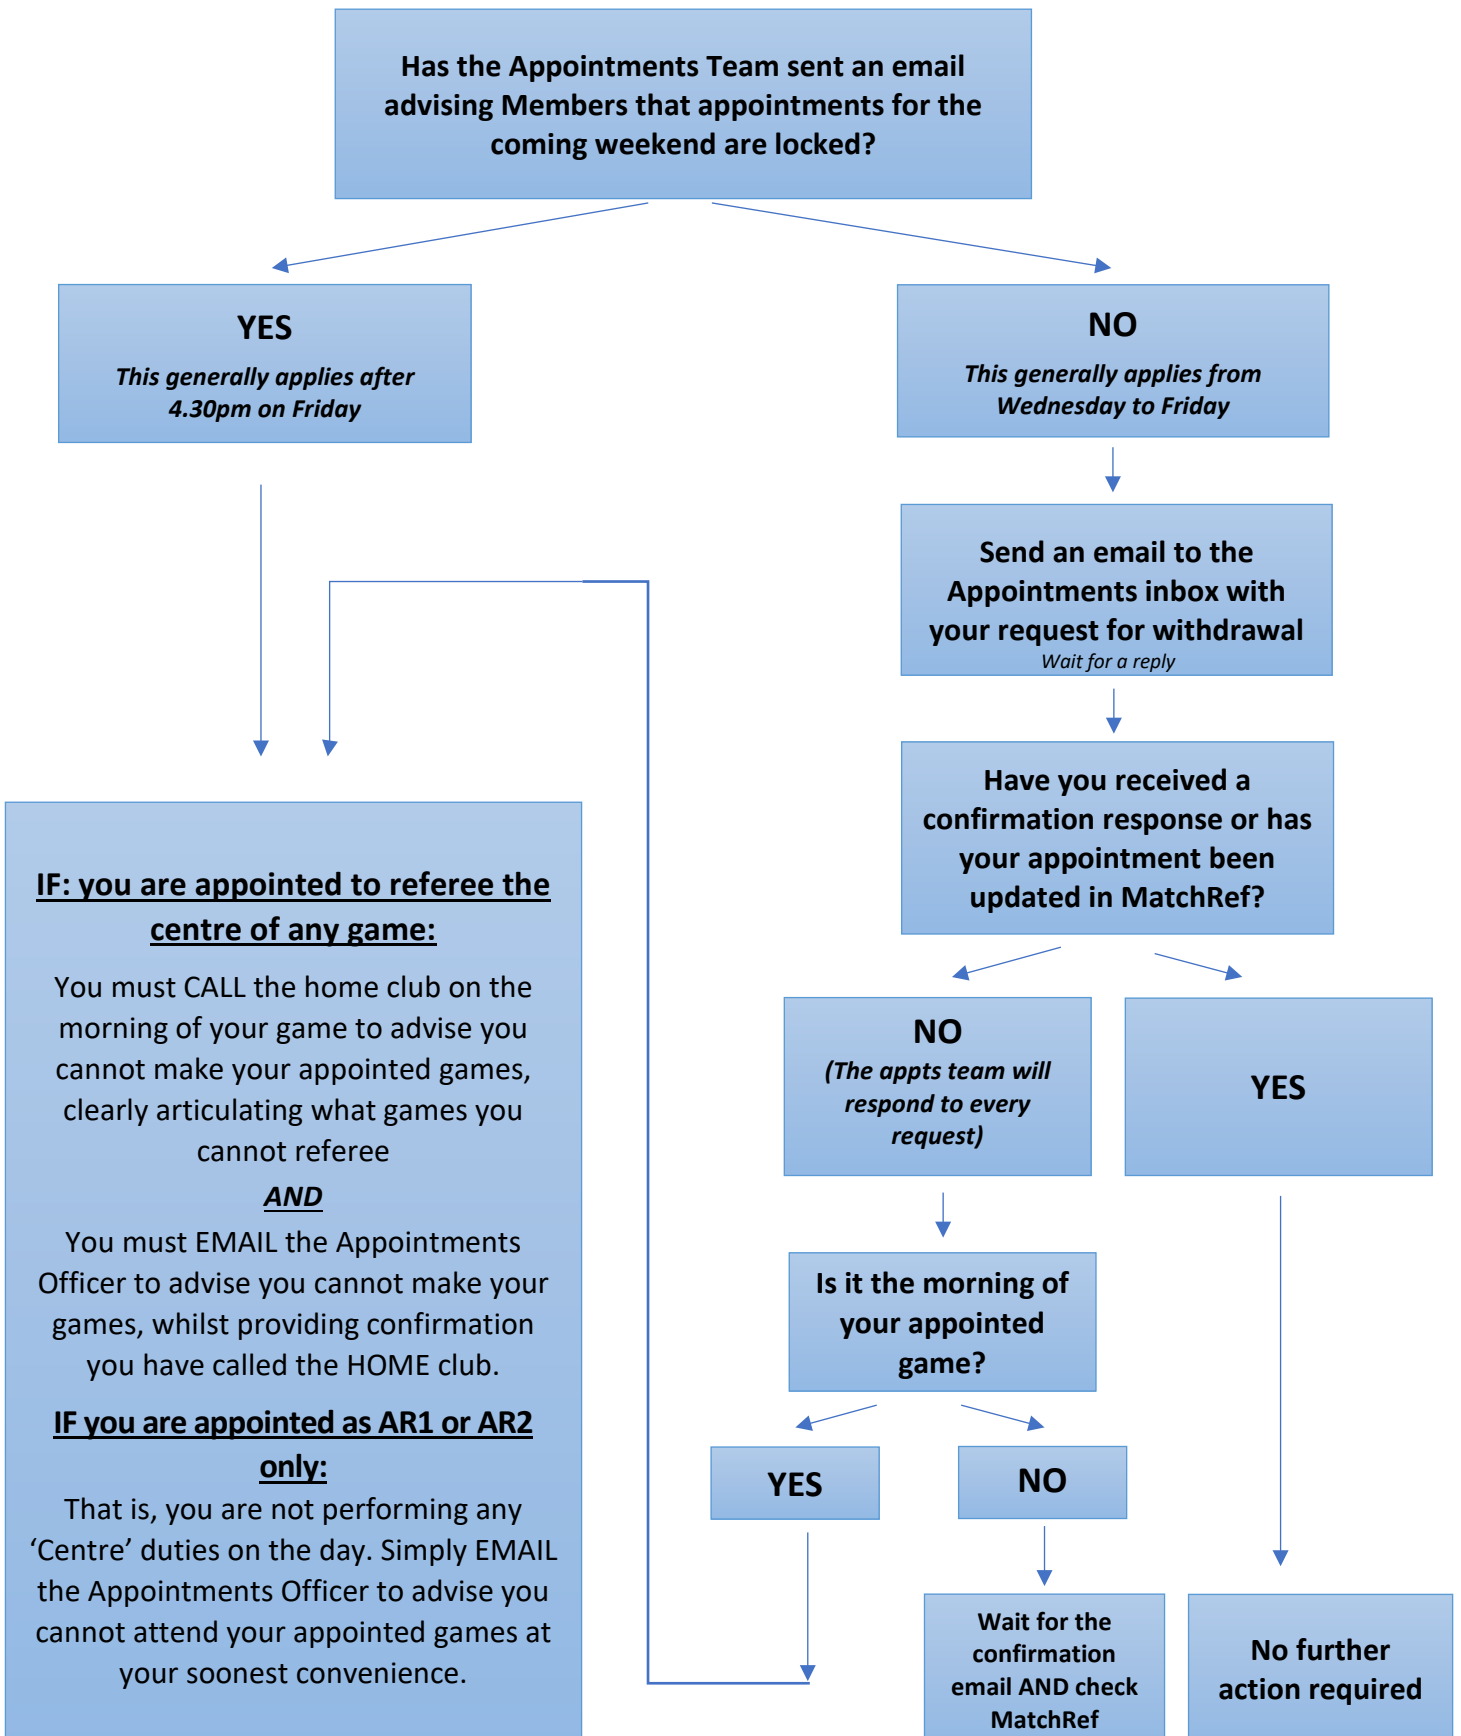 Has the Appointments Team sent an email
advising Members that appointments for the
coming weekend are locked?
YES
This generally applies after
4.30pm on Friday
NO
This generally applies from
Wednesday to Friday
Send an email to the
Appointments inbox with
your request for withdrawal
Wait for a reply
Have you received a
confirmation response or has
your appointment been
updated in MatchRef?
IF: you are appointed to referee the
centre of any game:
You must CALL the home club on the
morning of your game to advise you
cannot make your appointed games,
clearly articulating what games you
cannot referee
AND
You must EMAIL the Appointments
Officer to advise you cannot make your
games, whilst providing confirmation
you have called the HOME club.
IF you are appointed as AR1 or AR2
only:
That is, you are not performing any
‘Centre’ duties on the day. Simply EMAIL
the Appointments Officer to advise you
cannot attend your appointed games at
your soonest convenience.
NO
(The appts team will
respond to every
request)
YES
Is it the morning of
your appointed
game?
YES
NO
Wait for the
confirmation
email AND check
MatchRef
No further
action required